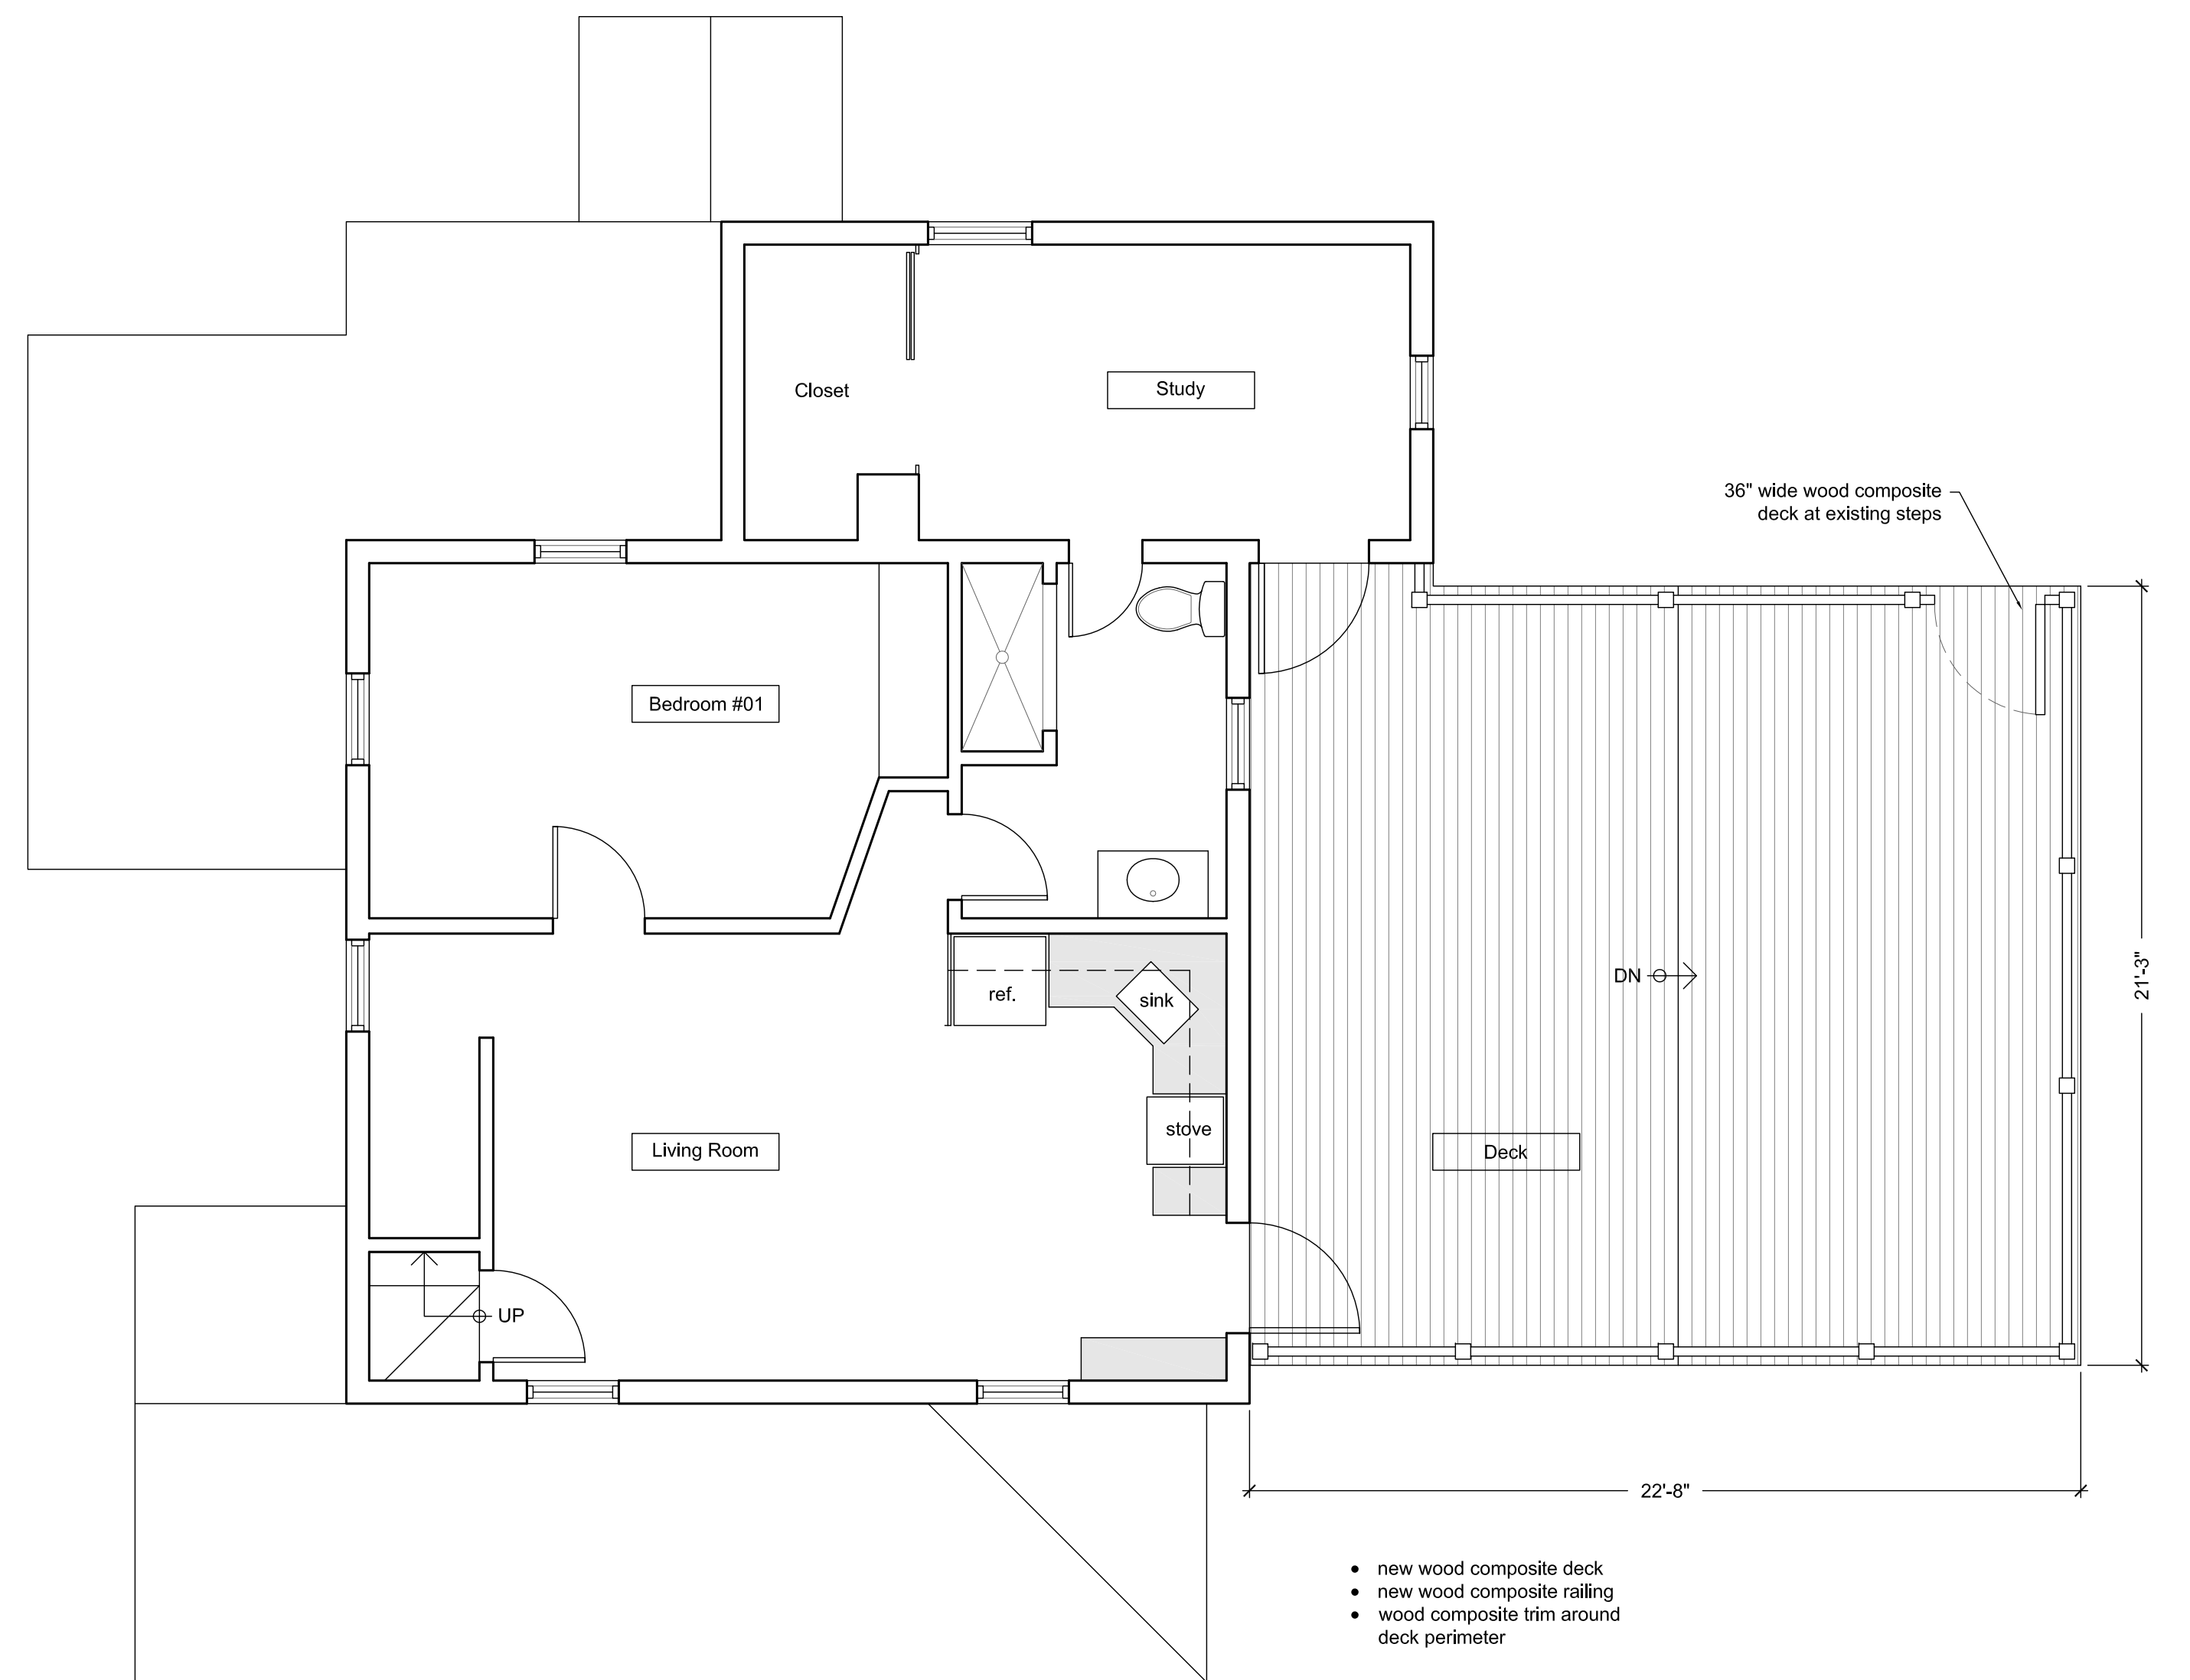 Closet
Study
36" wide wood composite
deck at existing steps
Bedroom #01
ref.
sink
DN
21'-3"
stove
Living Room
Deck
UP
22'-8"
• new wood composite deck
• new wood composite railing
• wood composite trim around
deck perimeter